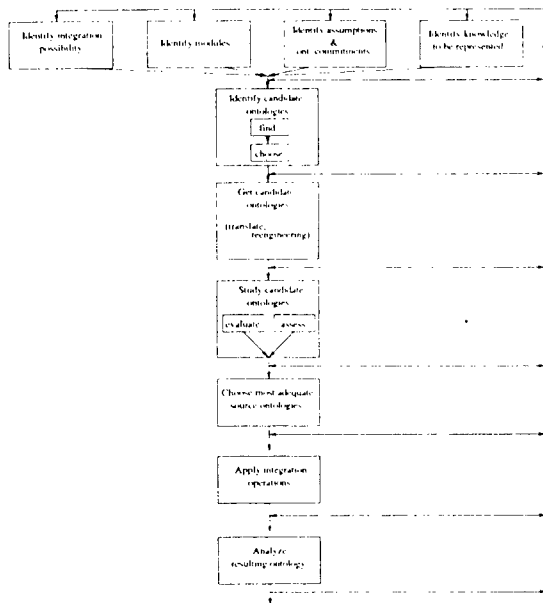 Identify integration
possibility
Identify modules
Identify assumptions
&
ont. commitments
Identify knowledge
to be represented
Identify candidate
ontologies
find
choose
Get candidate
ontologies
(translate,
reengineering)
Study candidate
ontologies
evaluate
assess
Choose most adequate
source ontologies
Apply integration
operations
Analyze
resulting ontology